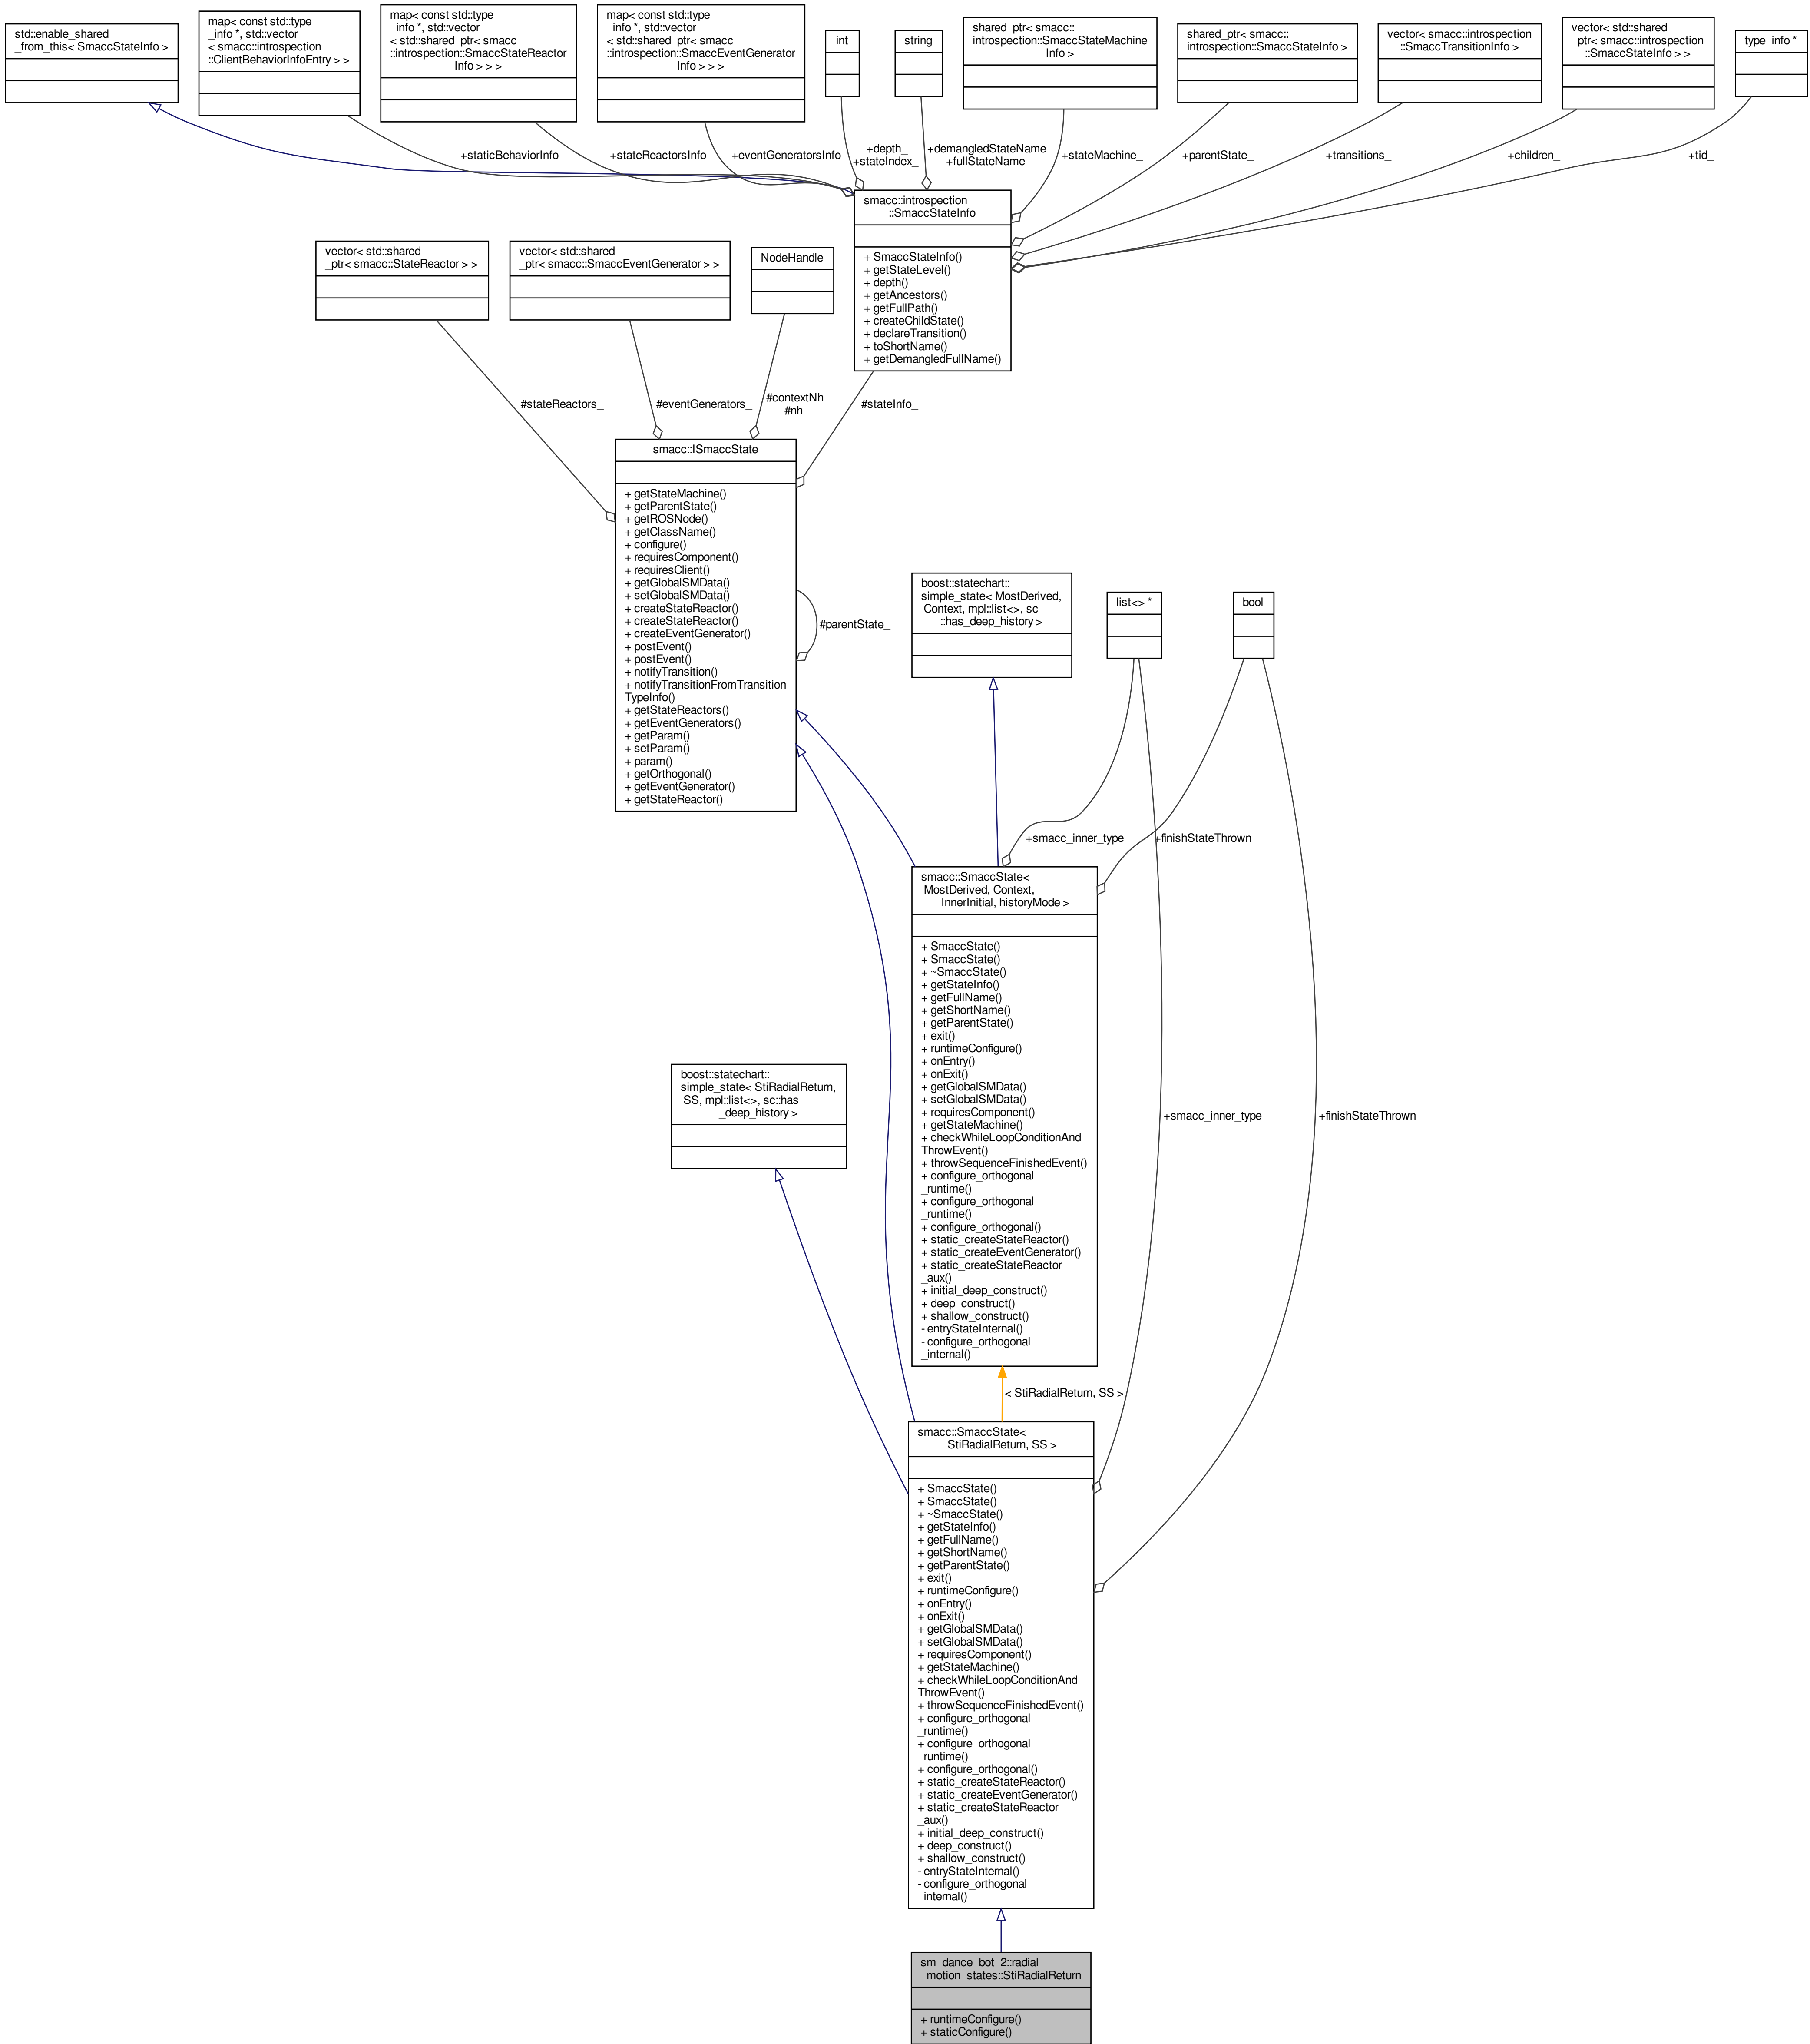 std::enable_shared
_from_this< SmaccStateInfo >
map< const std::type
_info *, std::vector
< smacc::introspection
::ClientBehaviorInfoEntry > >
map< const std::type
_info *, std::vector
< std::shared_ptr< smacc
::introspection::SmaccStateReactor
Info > > >
map< const std::type
_info *, std::vector
< std::shared_ptr< smacc
::introspection::SmaccEventGenerator
Info > > >
int
string
shared_ptr< smacc::
introspection::SmaccStateMachine
Info >
shared_ptr< smacc::
introspection::SmaccStateInfo >
vector< smacc::introspection
::SmaccTransitionInfo >
vector< std::shared
_ptr< smacc::introspection
::SmaccStateInfo > >
type_info *
+staticBehaviorInfo
+stateReactorsInfo
+eventGeneratorsInfo
+depth_
+stateIndex_
+demangledStateName
+fullStateName
+stateMachine_
+parentState_
+transitions_
+children_
+tid_
smacc::introspection
::SmaccStateInfo
+ SmaccStateInfo()
+ getStateLevel()
+ depth()
+ getAncestors()
+ getFullPath()
+ createChildState()
+ declareTransition()
+ toShortName()
+ getDemangledFullName()
vector< std::shared
_ptr< smacc::StateReactor > >
vector< std::shared
_ptr< smacc::SmaccEventGenerator > >
NodeHandle
#stateReactors_
#eventGenerators_
#contextNh
#nh
#stateInfo_
smacc::ISmaccState
+ getStateMachine()
+ getParentState()
+ getROSNode()
+ getClassName()
+ configure()
+ requiresComponent()
+ requiresClient()
+ getGlobalSMData()
+ setGlobalSMData()
+ createStateReactor()
+ createStateReactor()
+ createEventGenerator()
+ postEvent()
+ postEvent()
+ notifyTransition()
+ notifyTransitionFromTransition
TypeInfo()
+ getStateReactors()
+ getEventGenerators()
+ getParam()
+ setParam()
+ param()
+ getOrthogonal()
+ getEventGenerator()
+ getStateReactor()
#parentState_
boost::statechart::
simple_state< MostDerived,
Context, mpl::list<>, sc
::has_deep_history >
list<> *
bool
+smacc_inner_type
+finishStateThrown
smacc::SmaccState<
MostDerived, Context,
InnerInitial, historyMode >
+ SmaccState()
+ SmaccState()
+ ~SmaccState()
+ getStateInfo()
+ getFullName()
+ getShortName()
+ getParentState()
+ exit()
+ runtimeConfigure()
+ onEntry()
+ onExit()
+ getGlobalSMData()
+ setGlobalSMData()
+ requiresComponent()
+ getStateMachine()
+ checkWhileLoopConditionAnd
ThrowEvent()
+ throwSequenceFinishedEvent()
+ configure_orthogonal
_runtime()
+ configure_orthogonal
_runtime()
+ configure_orthogonal()
+ static_createStateReactor()
+ static_createEventGenerator()
+ static_createStateReactor
_aux()
+ initial_deep_construct()
+ deep_construct()
+ shallow_construct()
- entryStateInternal()
- configure_orthogonal
_internal()
boost::statechart::
simple_state< StiRadialReturn,
SS, mpl::list<>, sc::has
_deep_history >
+smacc_inner_type
+finishStateThrown
< StiRadialReturn, SS >
smacc::SmaccState<
StiRadialReturn, SS >
+ SmaccState()
+ SmaccState()
+ ~SmaccState()
+ getStateInfo()
+ getFullName()
+ getShortName()
+ getParentState()
+ exit()
+ runtimeConfigure()
+ onEntry()
+ onExit()
+ getGlobalSMData()
+ setGlobalSMData()
+ requiresComponent()
+ getStateMachine()
+ checkWhileLoopConditionAnd
ThrowEvent()
+ throwSequenceFinishedEvent()
+ configure_orthogonal
_runtime()
+ configure_orthogonal
_runtime()
+ configure_orthogonal()
+ static_createStateReactor()
+ static_createEventGenerator()
+ static_createStateReactor
_aux()
+ initial_deep_construct()
+ deep_construct()
+ shallow_construct()
- entryStateInternal()
- configure_orthogonal
_internal()
sm_dance_bot_2::radial
_motion_states::StiRadialReturn
+ runtimeConfigure()
+ staticConfigure()